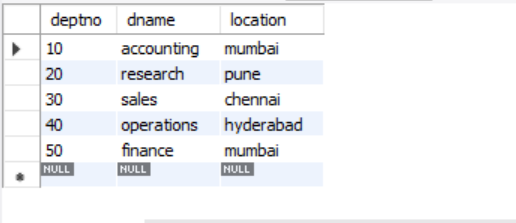 deptno dname location
10 accounting mumbai
20 research pune
30 sales chennai
40 operations hyderabad
50 finance mumbai
NULL NULL NULL